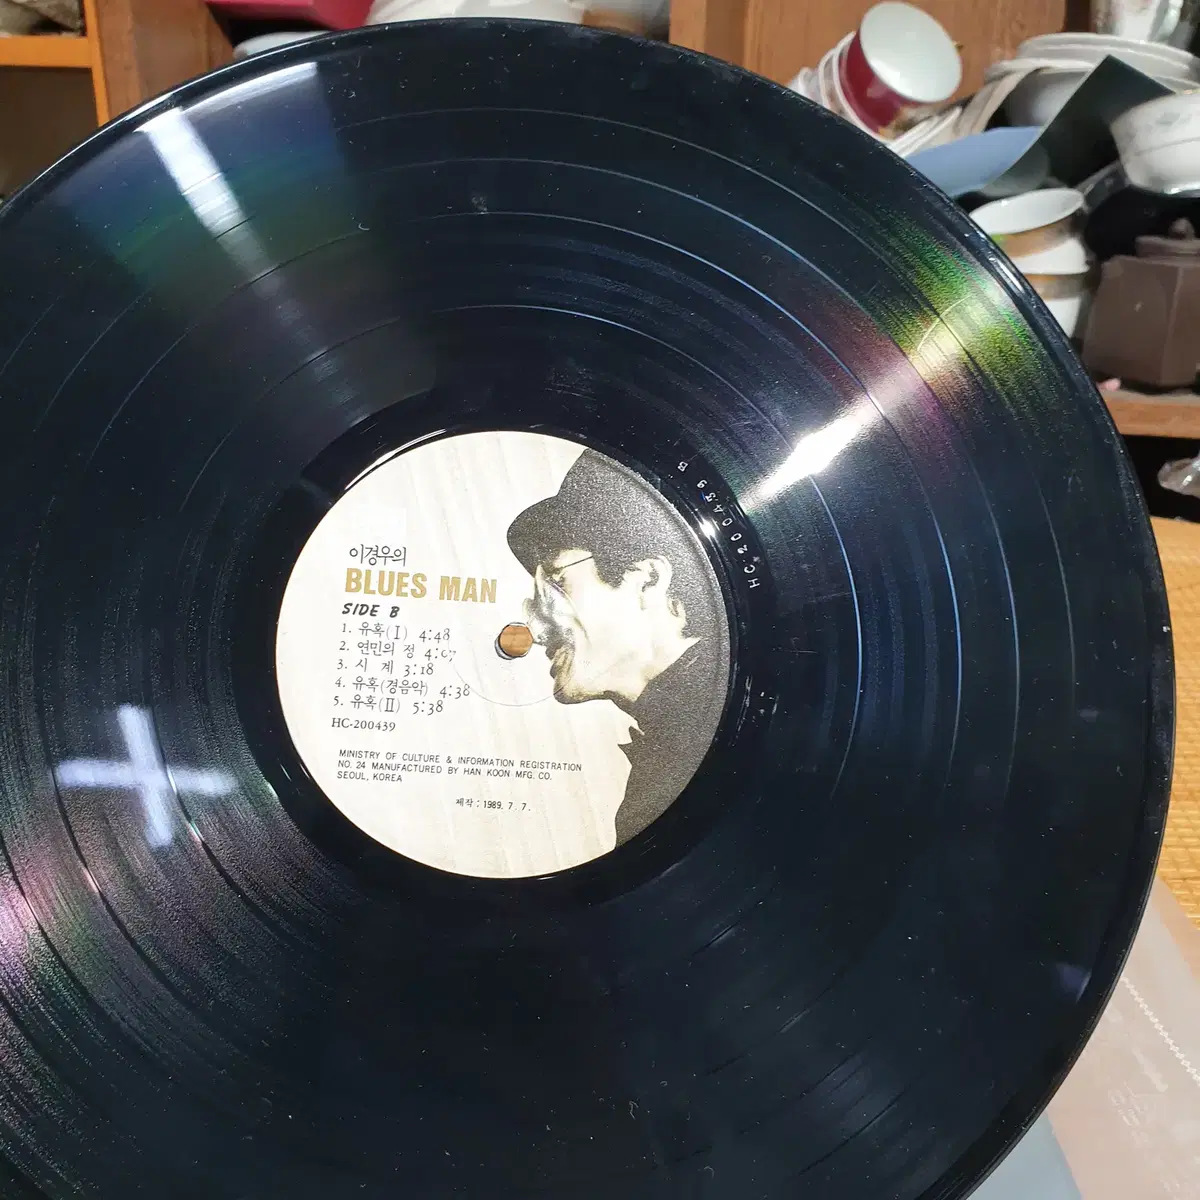 이경우의
BLUES MAN
SIDE B
1. 유혹(Ⅰ) 4:48
2. 연민의 정 4:07
3. 시 계 3:18
4. 유혹(경음악) 4:38
5. 유혹(Ⅱ) 5:38
HC-200439
MINISTRY OF CULTURE & INFORMATION REGISTRATION
NO. 24 MANUFACTURED BY HAN KOON MFG. CO.
SEOUL, KOREA
제작 : 1989. 7. 7.
HC-200439 B